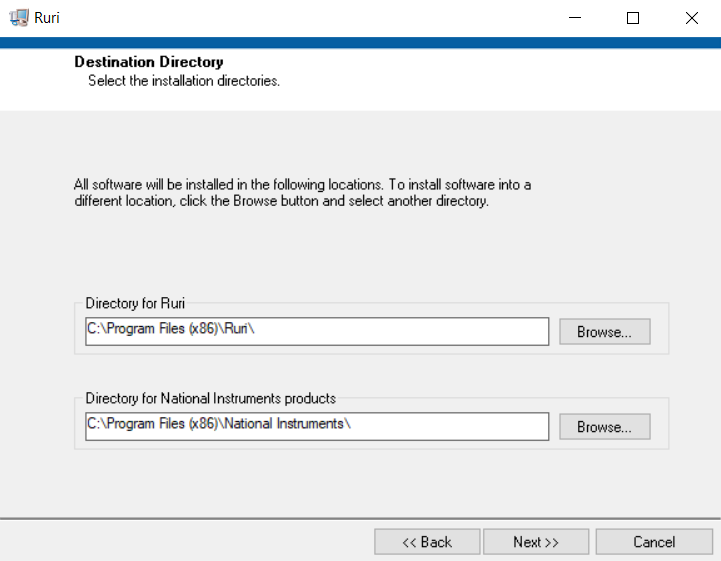 Ruri
Destination Directory
Select the installation directories.
All software will be installed in the following locations. To install software into a
different location, click the Browse button and select another directory.
Directory for Ruri
C:\Program Files (x86)\Ruri\
Browse...
Directory for National Instruments products
C:\Program Files (x86)\National Instruments\
Browse...
<< Back
Next >>
Cancel